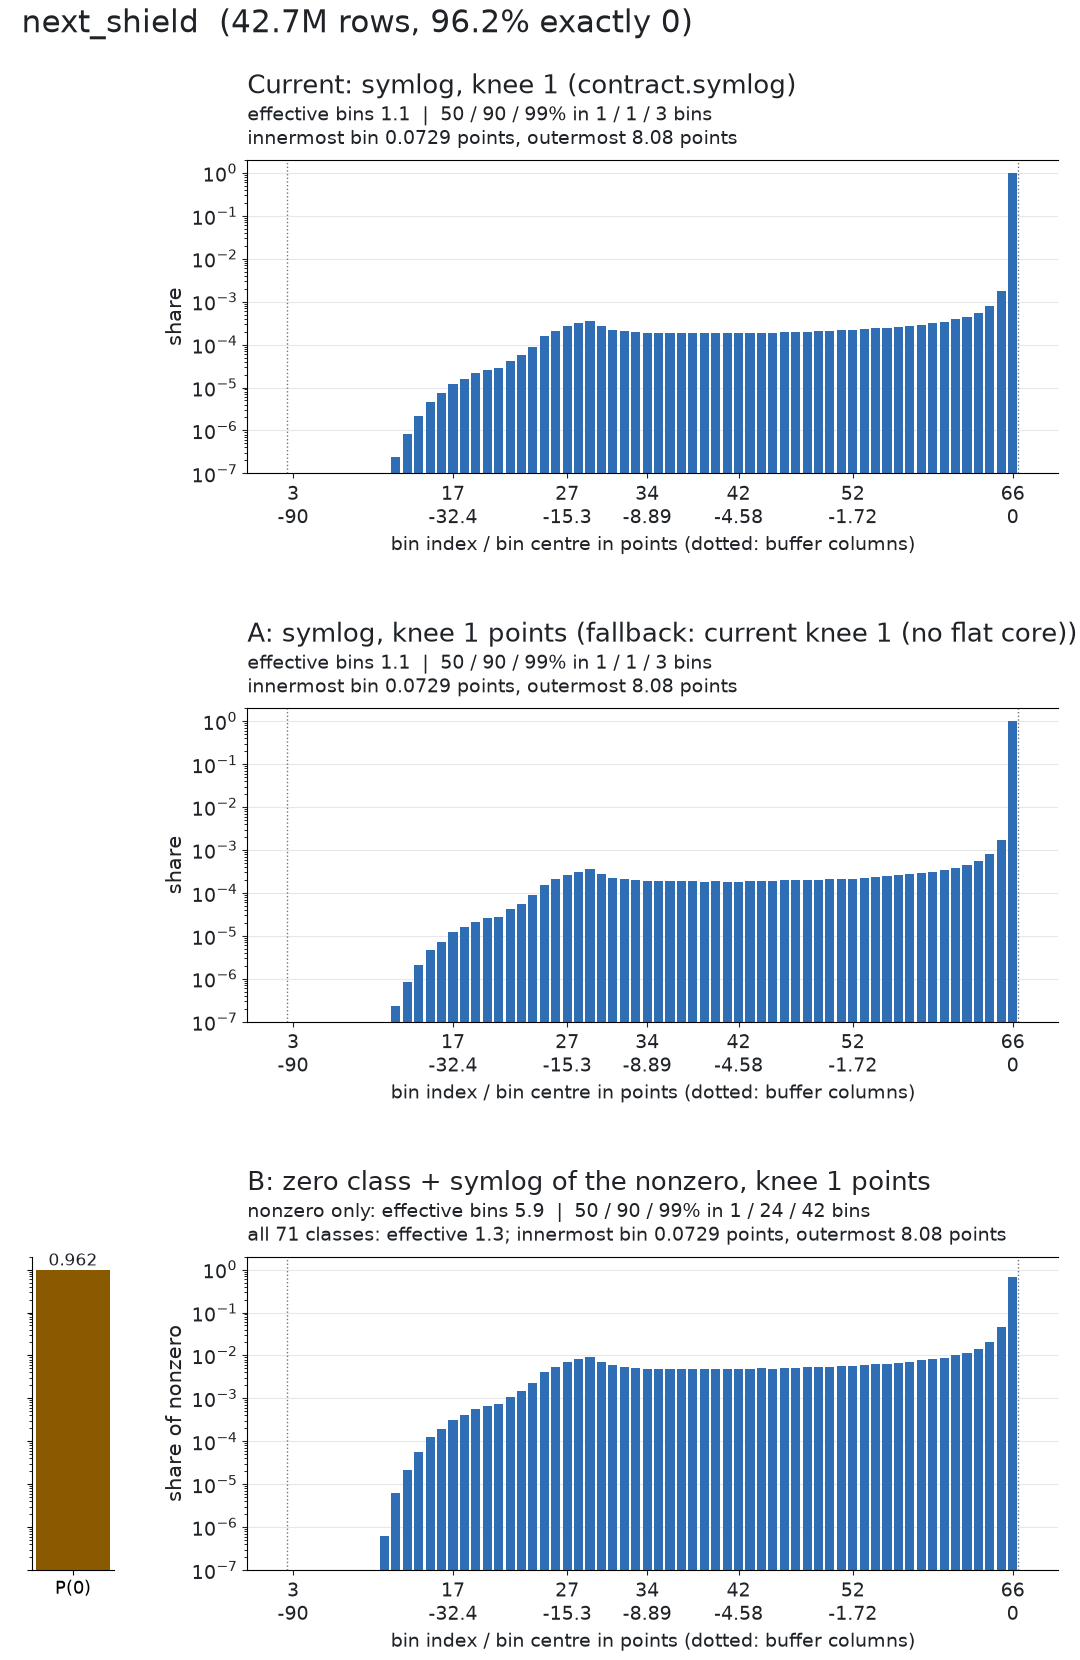 next_shield  (42.7M rows, 96.2% exactly 0)
Current: symlog, knee 1 (contract.symlog)
effective bins 1.1  |  50 / 90 / 99% in 1 / 1 / 3 bins
innermost bin 0.0729 points, outermost 8.08 points
10⁰
10⁻¹
10⁻²
10⁻³
10⁻⁴
10⁻⁵
10⁻⁶
10⁻⁷
share
3 17 27 34 42 52 66
-90 -32.4 -15.3 -8.89 -4.58 -1.72 0
bin index / bin centre in points (dotted: buffer columns)
A: symlog, knee 1 points (fallback: current knee 1 (no flat core))
effective bins 1.1  |  50 / 90 / 99% in 1 / 1 / 3 bins
innermost bin 0.0729 points, outermost 8.08 points
10⁰
10⁻¹
10⁻²
10⁻³
10⁻⁴
10⁻⁵
10⁻⁶
10⁻⁷
share
3 17 27 34 42 52 66
-90 -32.4 -15.3 -8.89 -4.58 -1.72 0
bin index / bin centre in points (dotted: buffer columns)
B: zero class + symlog of the nonzero, knee 1 points
nonzero only: effective bins 5.9  |  50 / 90 / 99% in 1 / 24 / 42 bins
all 71 classes: effective 1.3; innermost bin 0.0729 points, outermost 8.08 points
0.962
P(0)
10⁰
10⁻¹
10⁻²
10⁻³
10⁻⁴
10⁻⁵
10⁻⁶
10⁻⁷
share of nonzero
3 17 27 34 42 52 66
-90 -32.4 -15.3 -8.89 -4.58 -1.72 0
bin index / bin centre in points (dotted: buffer columns)